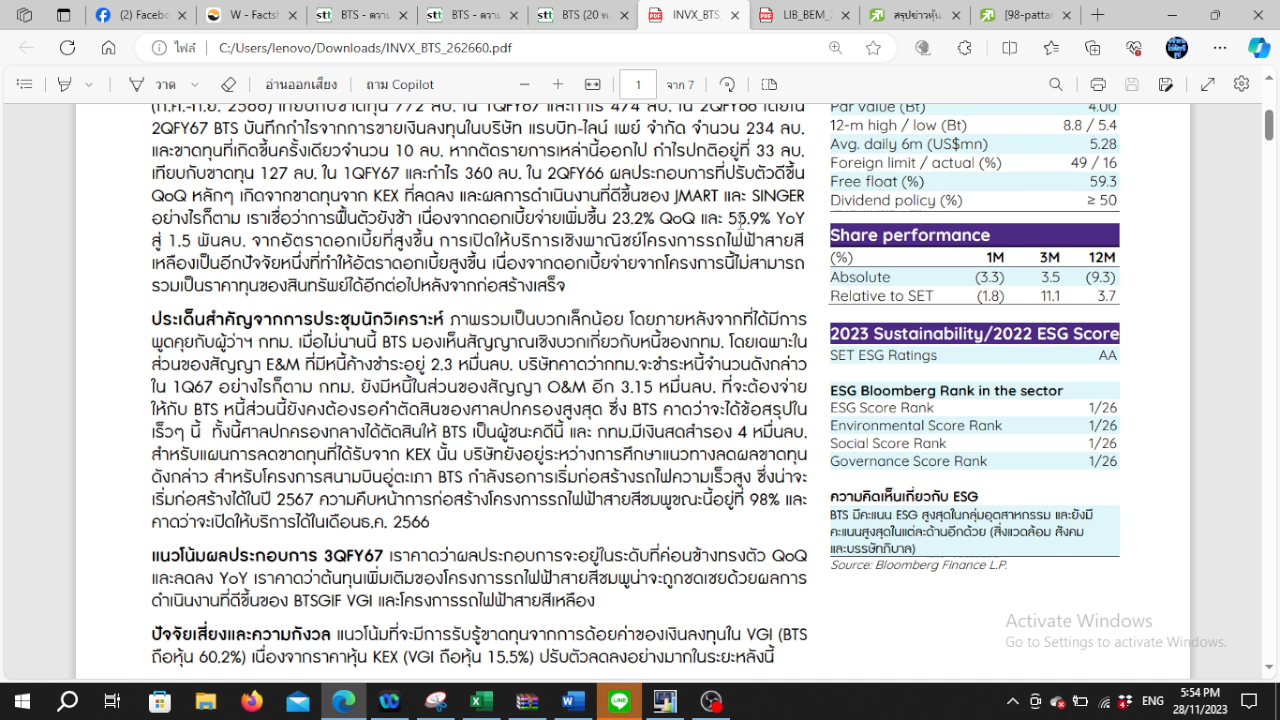 (2) Faceboo
W - Factsh
BTS - ความ
BTS - ความ
BTS (20 พ.
INVX_BTS_
LIB_BEM_2
สรุปข่าวหุ้น
[98-pattar
ไฟล์
C:/Users/lenovo/Downloads/INVX_BTS_262660.pdf
วาด
อ่านออกเสียง
ถาม Copilot
1
จาก 7
(ก.ค.-ก.ย. 2566) เทียบกับขาดทุน 772 ลบ. ใน 1QFY67 และกำไร 474 ลบ. ใน 2QFY66 โดยใน
2QFY67 BTS บันทึกกำไรจากการขายเงินลงทุนในบริษัท แรบบิท-ไลน์ เพย์ จำกัด จำนวน 234 ลบ.
และขาดทุนที่เกิดขึ้นครั้งเดียวจำนวน 10 ลบ. หากตัดรายการเหล่านี้ออกไป กำไรปกติอยู่ที่ 33 ลบ.
เทียบกับขาดทุน 127 ลบ. ใน 1QFY67 และกำไร 360 ลบ. ใน 2QFY66 ผลประกอบการที่ปรับตัวดีขึ้น
QoQ หลักๆ เกิดจากขาดทุนจาก KEX ที่ลดลง และผลการดำเนินงานที่ดีขึ้นของ JMART และ SINGER
อย่างไรก็ตาม เราเชื่อว่าการฟื้นตัวยังช้า เนื่องจากดอกเบี้ยจ่ายเพิ่มขึ้น 23.2% QoQ และ 55.9% YoY
สู่ 1.5 พันลบ. จากอัตราดอกเบี้ยที่สูงขึ้น การเปิดให้บริการเชิงพาณิชย์โครงการรถไฟฟ้าสายสี
เหลืองเป็นอีกปัจจัยหนึ่งที่ทำให้อัตราดอกเบี้ยสูงขึ้น เนื่องจากดอกเบี้ยจ่ายจากโครงการนี้ไม่สามารถ
รวมเป็นราคาทุนของสินทรัพย์ได้อีกต่อไปหลังจากก่อสร้างเสร็จ
ประเด็นสำคัญจากการประชุมนักวิเคราะห์ ภาพรวมเป็นบวกเล็กน้อย โดยภายหลังจากที่ได้มีการ
พูดคุยกับผู้ว่าฯ กทม. เมื่อไม่นานนี้ BTS มองเห็นสัญญาณเชิงบวกเกี่ยวกับหนี้ของกทม. โดยเฉพาะใน
ส่วนของสัญญา E&M ที่มีหนี้ค้างชำระอยู่ 2.3 หมื่นลบ. บริษัทคาดว่ากทม.จะชำระหนี้จำนวนดังกล่าว
ใน 1Q67 อย่างไรก็ตาม กทม. ยังมีหนี้ในส่วนของสัญญา O&M อีก 3.15 หมื่นลบ. ที่จะต้องจ่าย
ให้กับ BTS หนี้ส่วนนี้ยังคงต้องรอคำตัดสินของศาลปกครองสูงสุด ซึ่ง BTS คาดว่าจะได้ข้อสรุปใน
เร็วๆ นี้ ทั้งนี้ศาลปกครองกลางได้ตัดสินให้ BTS เป็นผู้ชนะคดีนี้ และ กทม.มีเงินสดสำรอง 4 หมื่นลบ.
สำหรับแผนการลดขาดทุนที่ได้รับจาก KEX นั้น บริษัทยังอยู่ระหว่างการศึกษาแนวทางลดผลขาดทุน
ดังกล่าว สำหรับโครงการสนามบินอู่ตะเภา BTS กำลังรอการเริ่มก่อสร้างรถไฟความเร็วสูง ซึ่งน่าจะ
เริ่มก่อสร้างได้ในปี 2567 ความคืบหน้าการก่อสร้างโครงการรถไฟฟ้าสายสีชมพูขณะนี้อยู่ที่ 98% และ
คาดว่าจะเปิดให้บริการได้ในเดือนธ.ค. 2566
แนวโน้มผลประกอบการ 3QFY67 เราคาดว่าผลประกอบการจะอยู่ในระดับที่ค่อนข้างทรงตัว QoQ
และลดลง YoY เราคาดว่าต้นทุนเพิ่มเติมของโครงการรถไฟฟ้าสายสีชมพูน่าจะถูกชดเชยด้วยผลการ
ดำเนินงานที่ดีขึ้นของ BTSGIF VGI และโครงการรถไฟฟ้าสายสีเหลือง
ปัจจัยเสี่ยงและความกังวล แนวโน้มที่จะมีการรับรู้ขาดทุนจากการด้อยค่าของเงินลงทุนใน VGI (BTS
ถือหุ้น 60.2%) เนื่องจากราคาหุ้น KEX (VGI ถือหุ้น 15.5%) ปรับตัวลดลงอย่างมากในระยะหลังนี้
Par value (Bt) 4.00
12-m high / low (Bt) 8.8 / 5.4
Avg. daily 6m (US$mn) 5.28
Foreign limit / actual (%) 49 / 16
Free float (%) 59.3
Dividend policy (%) ≥ 50
Share performance
(%) 1M 3M 12M
Absolute (3.3) 3.5 (9.3)
Relative to SET (1.8) 11.1 3.7
2023 Sustainability/2022 ESG Score
SET ESG Ratings AA
ESG Bloomberg Rank in the sector
ESG Score Rank 1/26
Environmental Score Rank 1/26
Social Score Rank 1/26
Governance Score Rank 1/26
ความคิดเห็นเกี่ยวกับ ESG
BTS มีคะแนน ESG สูงสุดในกลุ่มอุตสาหกรรม และยังมี
คะแนนสูงสุดในแต่ละด้านอีกด้วย (สิ่งแวดล้อม สังคม
และบรรษัทภิบาล)
Source: Bloomberg Finance L.P.
Activate Windows
Go to Settings to activate Windows.
ENG
5:54 PM
28/11/2023